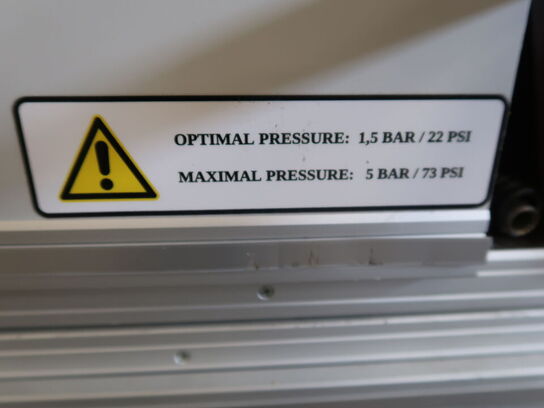 OPTIMAL PRESSURE: 1,5 BAR / 22 PSI
MAXIMAL PRESSURE: 5 BAR / 73 PSI